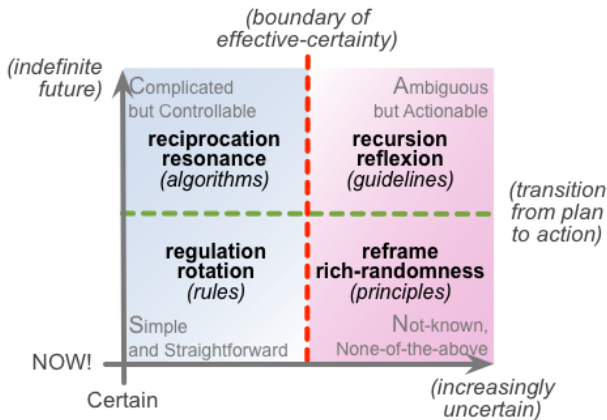 (boundary of
effective-certainty)
(indefinite
future)
Complicated
but Controllable
reciprocation
resonance
(algorithms)
Ambiguous
but Actionable
recursion
reflexion
(guidelines)
(transition
from plan
to action)
regulation
rotation
(rules)
Simple
and Straightforward
reframe
rich-randomness
(principles)
Not-known,
None-of-the-above
NOW!
Certain
(increasingly
uncertain)